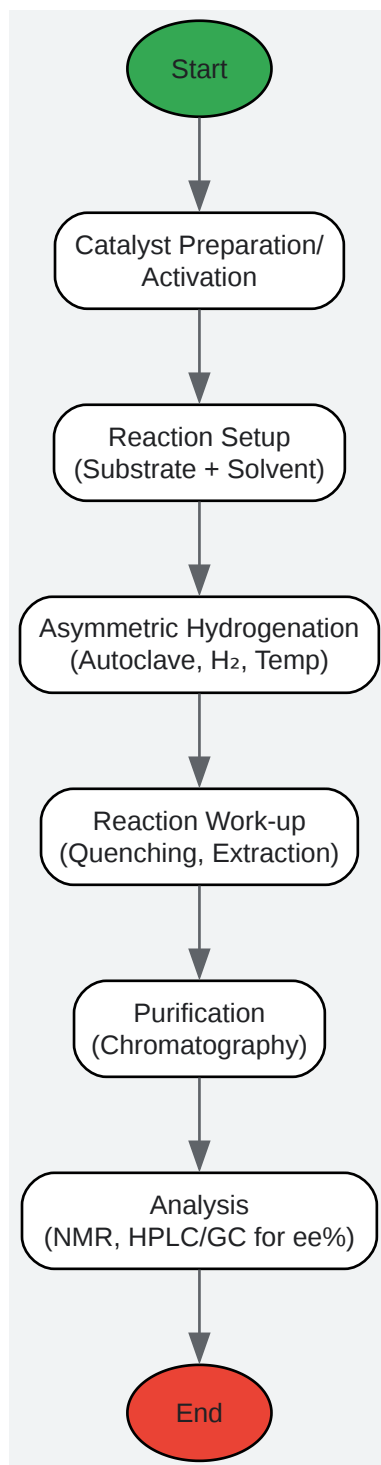 Start
Catalyst Preparation/
Activation
Reaction Setup
(Substrate + Solvent)
Asymmetric Hydrogenation
(Autoclave, H₂, Temp)
Reaction Work-up
(Quenching, Extraction)
Purification
(Chromatography)
Analysis
(NMR, HPLC/GC for ee%)
End